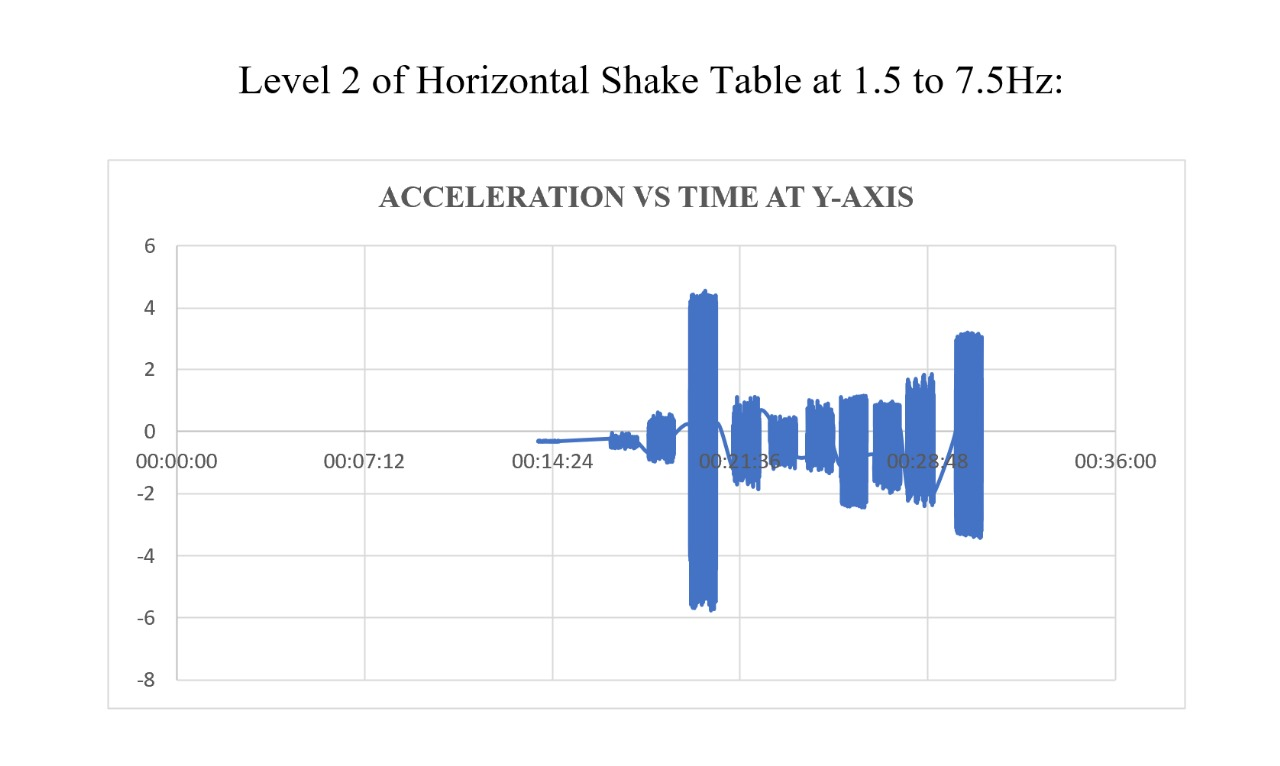 Level 2 of Horizontal Shake Table at 1.5 to 7.5Hz:
ACCELERATION VS TIME AT Y-AXIS
6
4
2
0
00:00:00 00:07:12 00:14:24 00:21:36 00:28:48 00:36:00
-2
-4
-6
-8